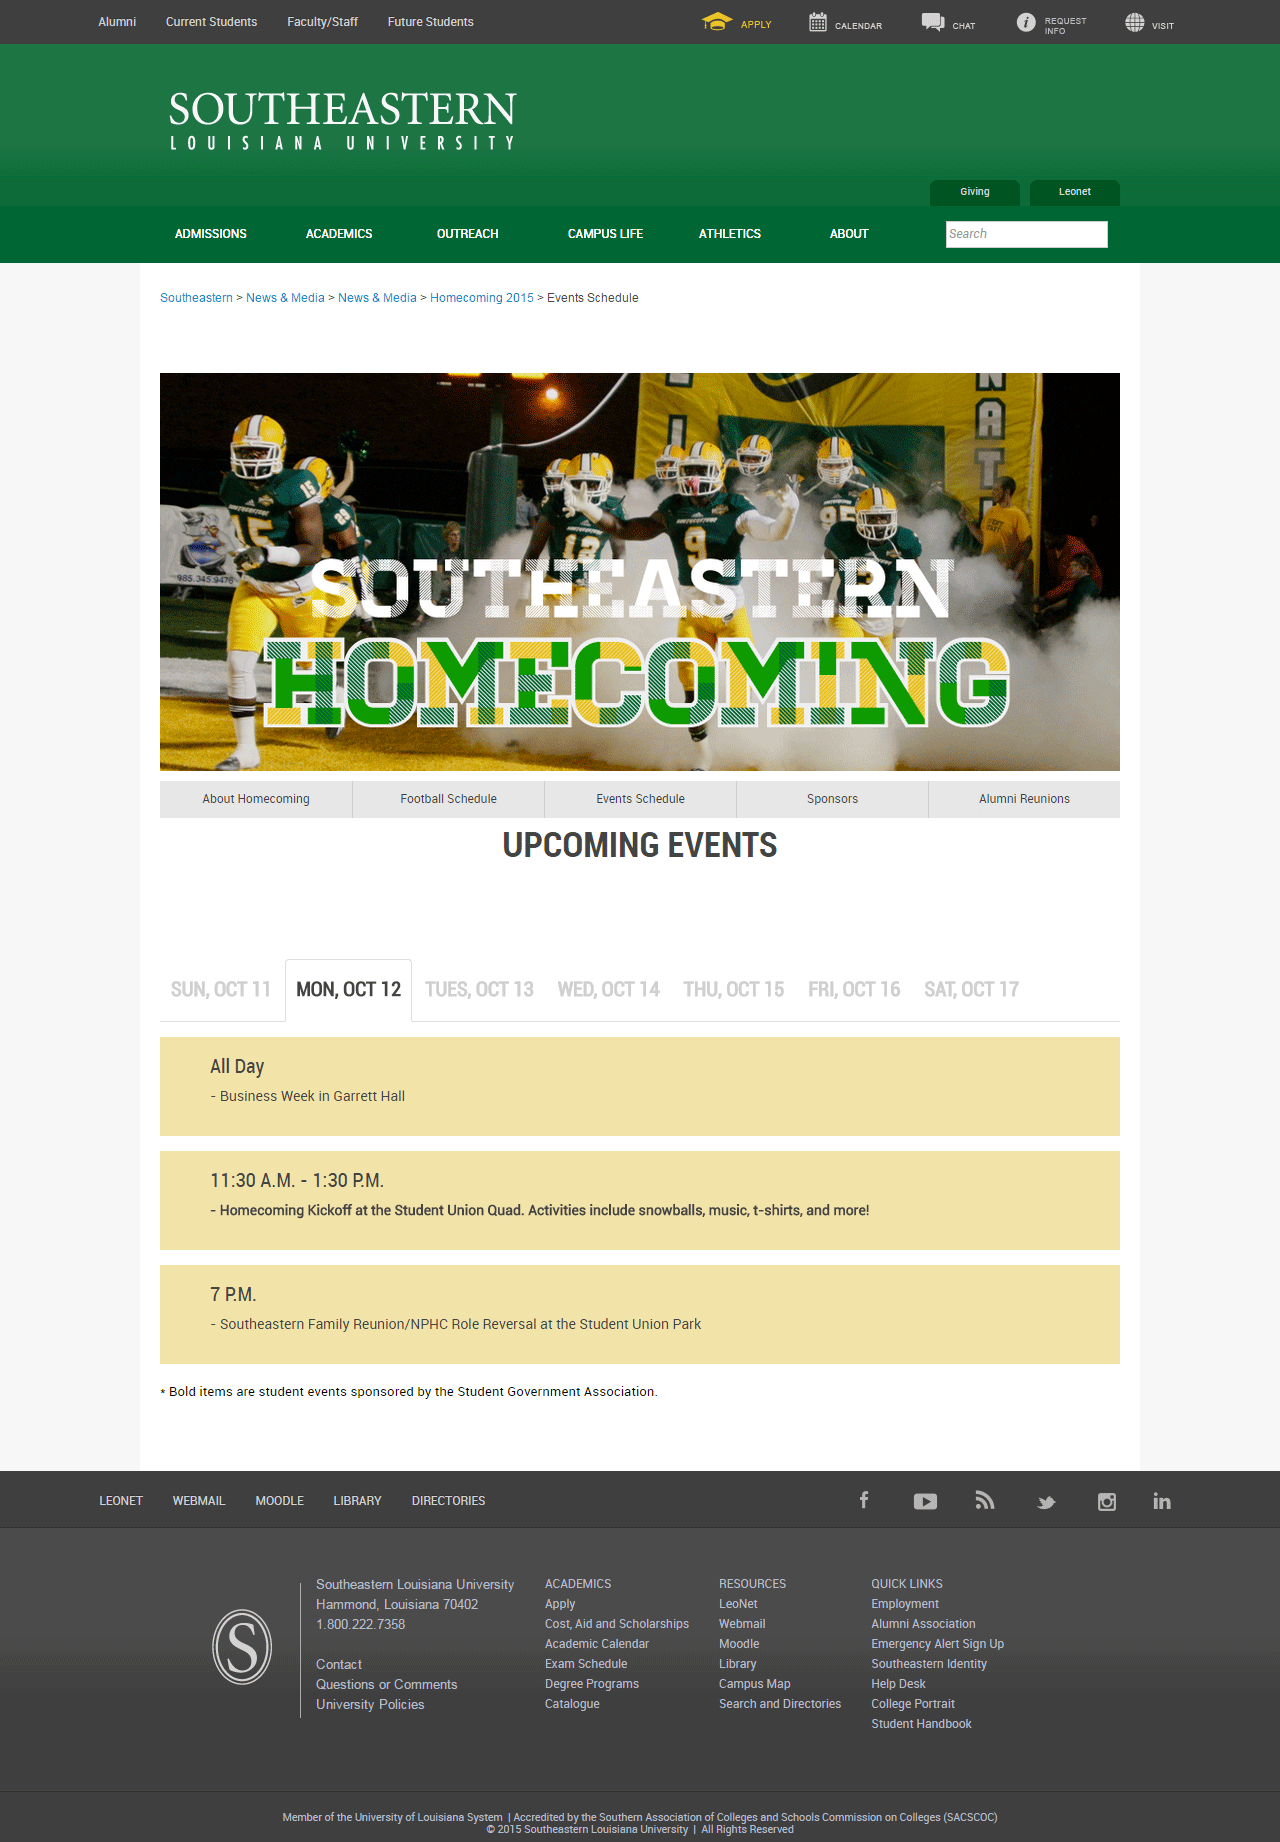 Alumni Current Students Faculty/Staff Future Students APPLY CALENDAR CHAT REQUEST INFO VISIT
SOUTHEASTERN
LOUISIANA UNIVERSITY
Giving Leonet
ADMISSIONS ACADEMICS OUTREACH CAMPUS LIFE ATHLETICS ABOUT Search
Southeastern > News & Media > News & Media > Homecoming 2015 > Events Schedule
NATI
15
15
29
12
9
95
985.345.9476
SOUTHEASTERN
HOMECOMING
About Homecoming Football Schedule Events Schedule Sponsors Alumni Reunions
UPCOMING EVENTS
SUN, OCT 11 MON, OCT 12 TUES, OCT 13 WED, OCT 14 THU, OCT 15 FRI, OCT 16 SAT, OCT 17
All Day
- Business Week in Garrett Hall
11:30 A.M. - 1:30 P.M.
- Homecoming Kickoff at the Student Union Quad. Activities include snowballs, music, t-shirts, and more!
7 P.M.
- Southeastern Family Reunion/NPHC Role Reversal at the Student Union Park
* Bold items are student events sponsored by the Student Government Association.
LEONET WEBMAIL MOODLE LIBRARY DIRECTORIES
S
Southeastern Louisiana University
Hammond, Louisiana 70402
1.800.222.7358
Contact
Questions or Comments
University Policies
ACADEMICS
Apply
Cost, Aid and Scholarships
Academic Calendar
Exam Schedule
Degree Programs
Catalogue
RESOURCES
LeoNet
Webmail
Moodle
Library
Campus Map
Search and Directories
QUICK LINKS
Employment
Alumni Association
Emergency Alert Sign Up
Southeastern Identity
Help Desk
College Portrait
Student Handbook
Member of the University of Louisiana System | Accredited by the Southern Association of Colleges and Schools Commission on Colleges (SACSCOC)
© 2015 Southeastern Louisiana University | All Rights Reserved